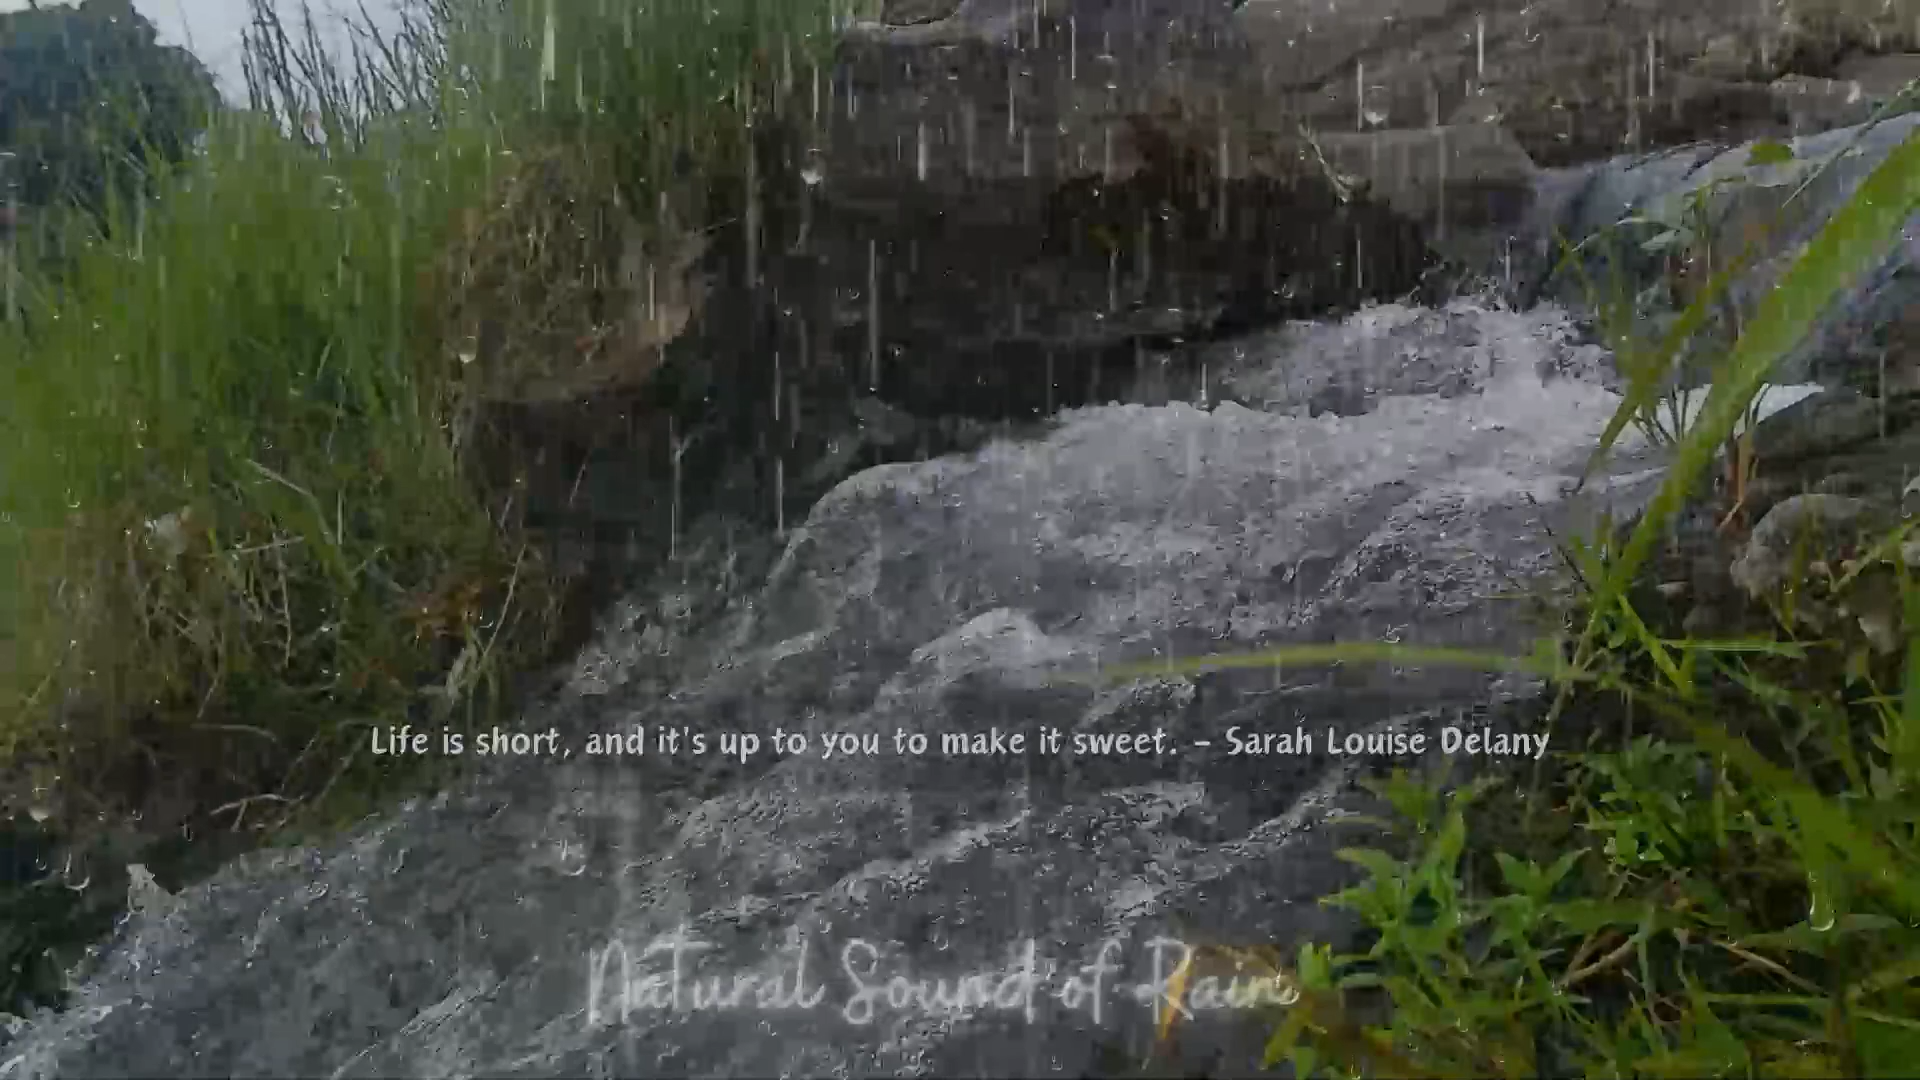 Life is short, and it's up to you to make it sweet. – Sarah Louise Delany
Natural Sound of Rain